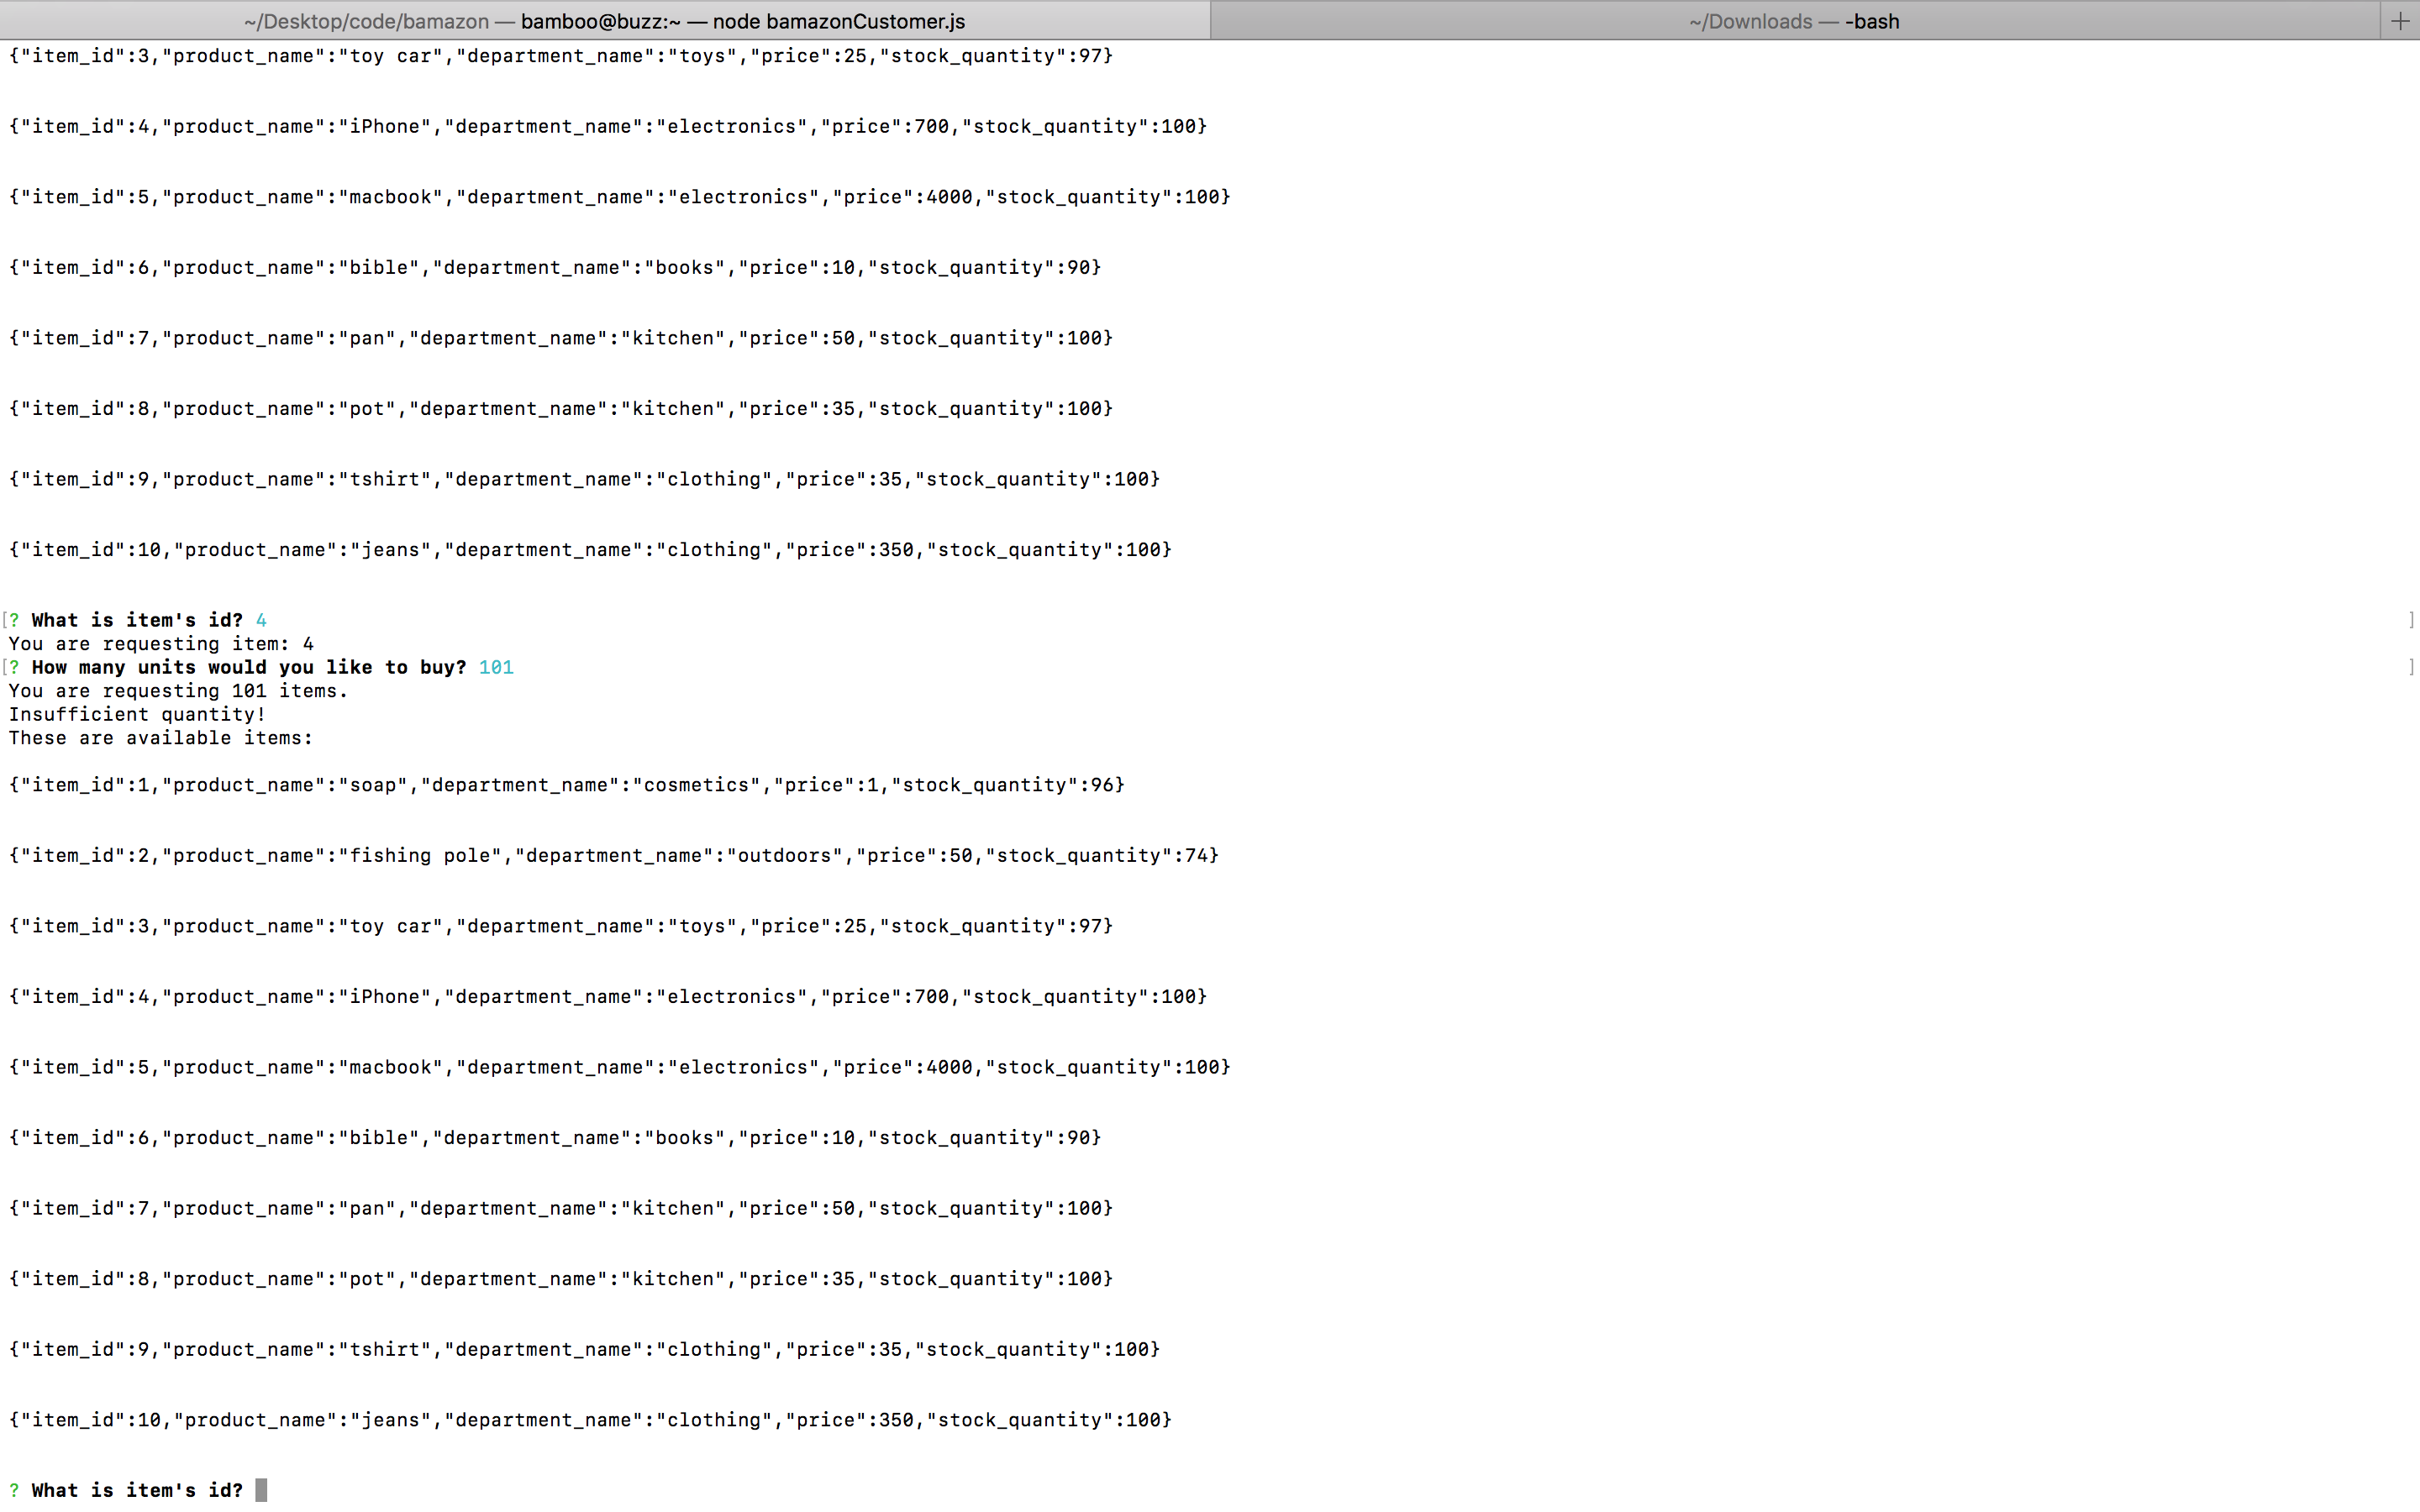 ~/Desktop/code/bamazon — bamboo@buzz:~ — node bamazonCustomer.js
~/Downloads — -bash
{"item_id":3,"product_name":"toy car","department_name":"toys","price":25,"stock_quantity":97}
{"item_id":4,"product_name":"iPhone","department_name":"electronics","price":700,"stock_quantity":100}
{"item_id":5,"product_name":"macbook","department_name":"electronics","price":4000,"stock_quantity":100}
{"item_id":6,"product_name":"bible","department_name":"books","price":10,"stock_quantity":90}
{"item_id":7,"product_name":"pan","department_name":"kitchen","price":50,"stock_quantity":100}
{"item_id":8,"product_name":"pot","department_name":"kitchen","price":35,"stock_quantity":100}
{"item_id":9,"product_name":"tshirt","department_name":"clothing","price":35,"stock_quantity":100}
{"item_id":10,"product_name":"jeans","department_name":"clothing","price":350,"stock_quantity":100}
[? What is item's id? 4 ]
You are requesting item: 4
[? How many units would you like to buy? 101 ]
You are requesting 101 items.
Insufficient quantity!
These are available items:
{"item_id":1,"product_name":"soap","department_name":"cosmetics","price":1,"stock_quantity":96}
{"item_id":2,"product_name":"fishing pole","department_name":"outdoors","price":50,"stock_quantity":74}
{"item_id":3,"product_name":"toy car","department_name":"toys","price":25,"stock_quantity":97}
{"item_id":4,"product_name":"iPhone","department_name":"electronics","price":700,"stock_quantity":100}
{"item_id":5,"product_name":"macbook","department_name":"electronics","price":4000,"stock_quantity":100}
{"item_id":6,"product_name":"bible","department_name":"books","price":10,"stock_quantity":90}
{"item_id":7,"product_name":"pan","department_name":"kitchen","price":50,"stock_quantity":100}
{"item_id":8,"product_name":"pot","department_name":"kitchen","price":35,"stock_quantity":100}
{"item_id":9,"product_name":"tshirt","department_name":"clothing","price":35,"stock_quantity":100}
{"item_id":10,"product_name":"jeans","department_name":"clothing","price":350,"stock_quantity":100}
? What is item's id?